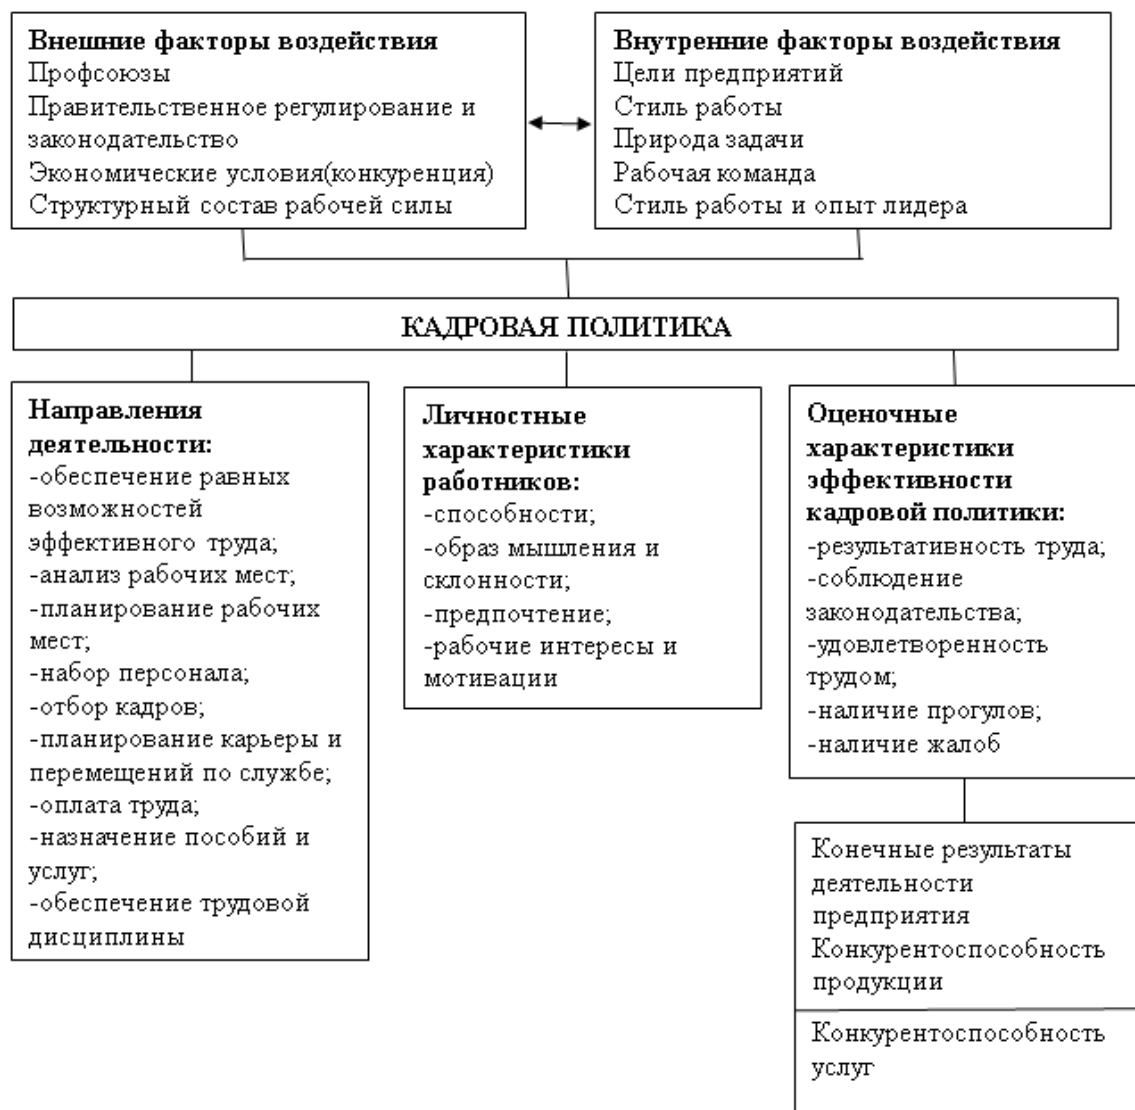 Внешние факторы воздействия
Профсоюзы
Правительственное регулирование и
законодательство
Экономические условия(конкуренция)
Структурный состав рабочей силы
Внутренние факторы воздействия
Цели предприятий
Стиль работы
Природа задачи
Рабочая команда
Стиль работы и опыт лидера
КАДРОВАЯ ПОЛИТИКА
Направления
деятельности:
-обеспечение равных
возможностей
эффективного труда;
-анализ рабочих мест;
-планирование рабочих
мест;
-набор персонала;
-отбор кадров;
-планирование карьеры и
перемещений по службе;
-оплата труда;
-назначение пособий и
услуг;
-обеспечение трудовой
дисциплины
Личностные
характеристики
работников:
-способности;
-образ мышления и
склонности;
-предпочтение;
-рабочие интересы и
мотивации
Оценочные
характеристики
эффективности
кадровой политики:
-результативность труда;
-соблюдение
законодательства;
-удовлетворенность
трудом;
-наличие прогулов;
-наличие жалоб
Конечные результаты
деятельности
предприятия
Конкурентоспособность
продукции
Конкурентоспособность
услуг